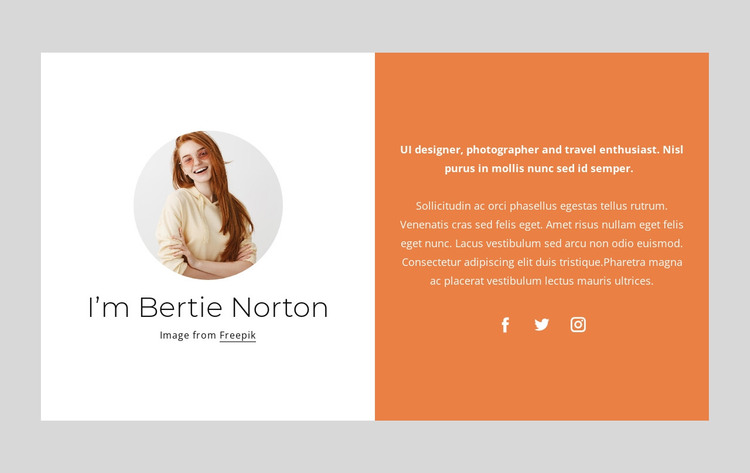 I'm Bertie Norton
Image from Freepik
UI designer, photographer and travel enthusiast. Nisl
purus in mollis nunc sed id semper.
Sollicitudin ac orci phasellus egestas tellus rutrum.
Venenatis cras sed felis eget. Amet risus nullam eget felis
eget nunc. Lacus vestibulum sed arcu non odio euismod.
Consectetur adipiscing elit duis tristique.Pharetra magna
ac placerat vestibulum lectus mauris ultrices.